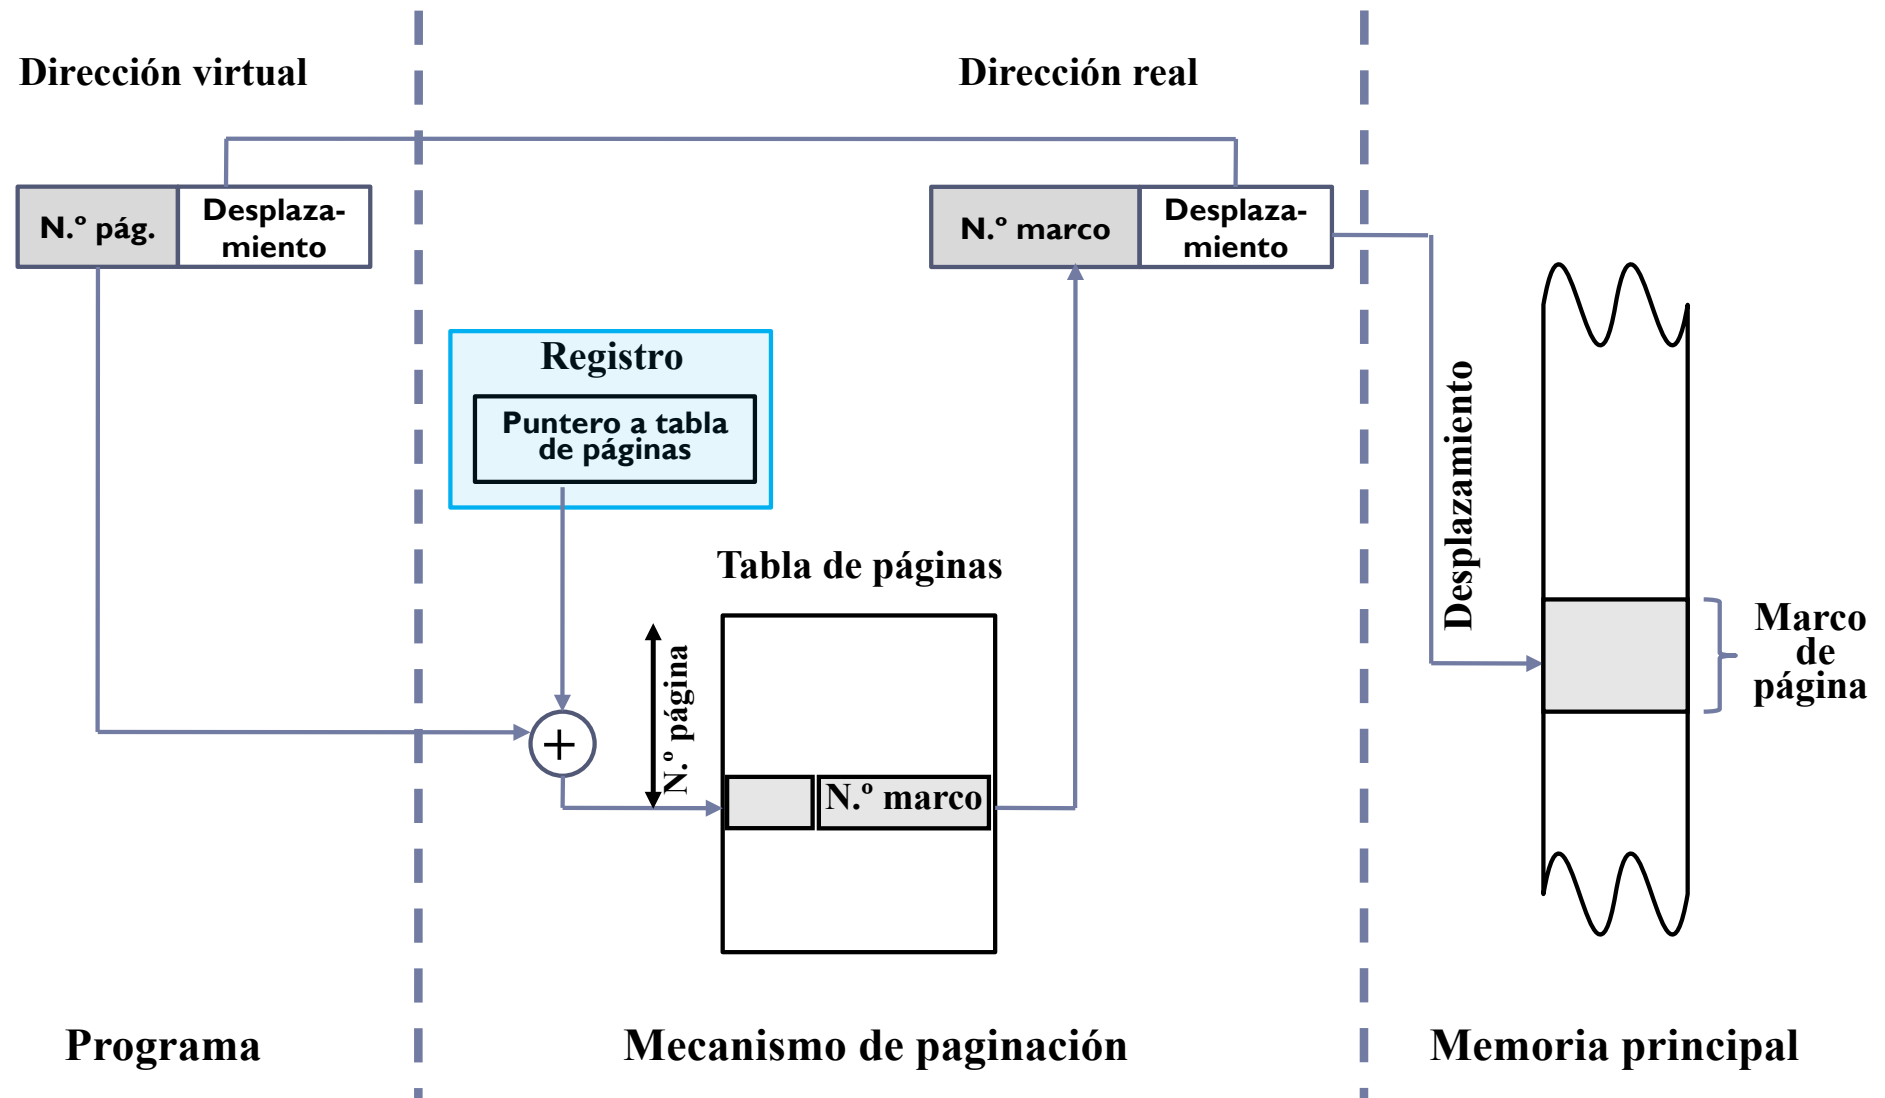 Dirección virtual
Dirección real
N.º pág.
Desplaza-
miento
N.º marco
Desplaza-
miento
Registro
Puntero a tabla
de páginas
Desplazamiento
Tabla de páginas
N.º página
+
N.º marco
Marco
de
página
Programa
Mecanismo de paginación
Memoria principal